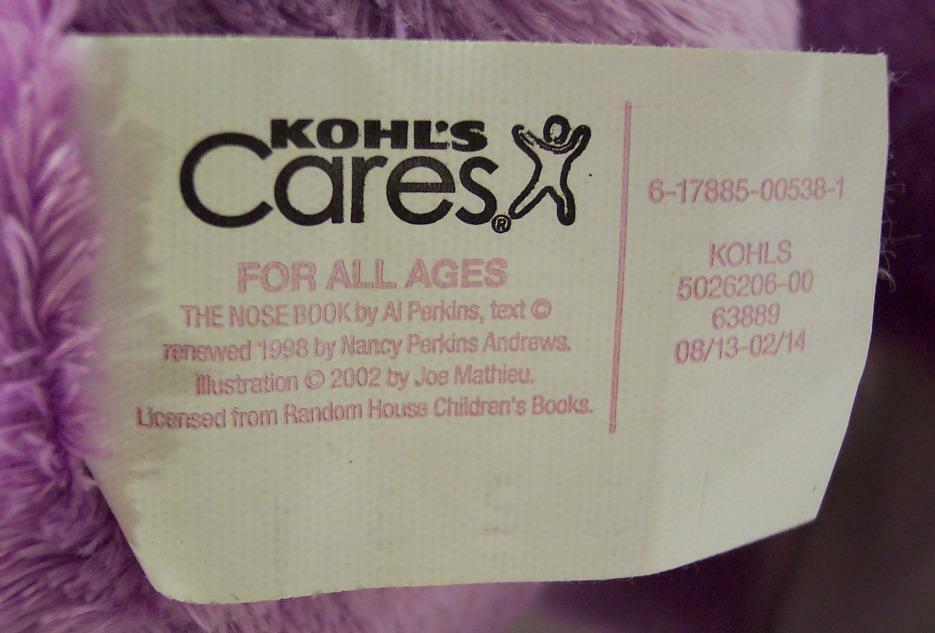 KOHL'S
Cares®
FOR ALL AGES
THE NOSE BOOK by Al Perkins, text ©
renewed 1998 by Nancy Perkins Andrews.
Illustration © 2002 by Joe Mathieu.
Licensed from Random House Children's Books.
6-17885-00538-1
KOHLS
5026206-00
63889
08/13-02/14